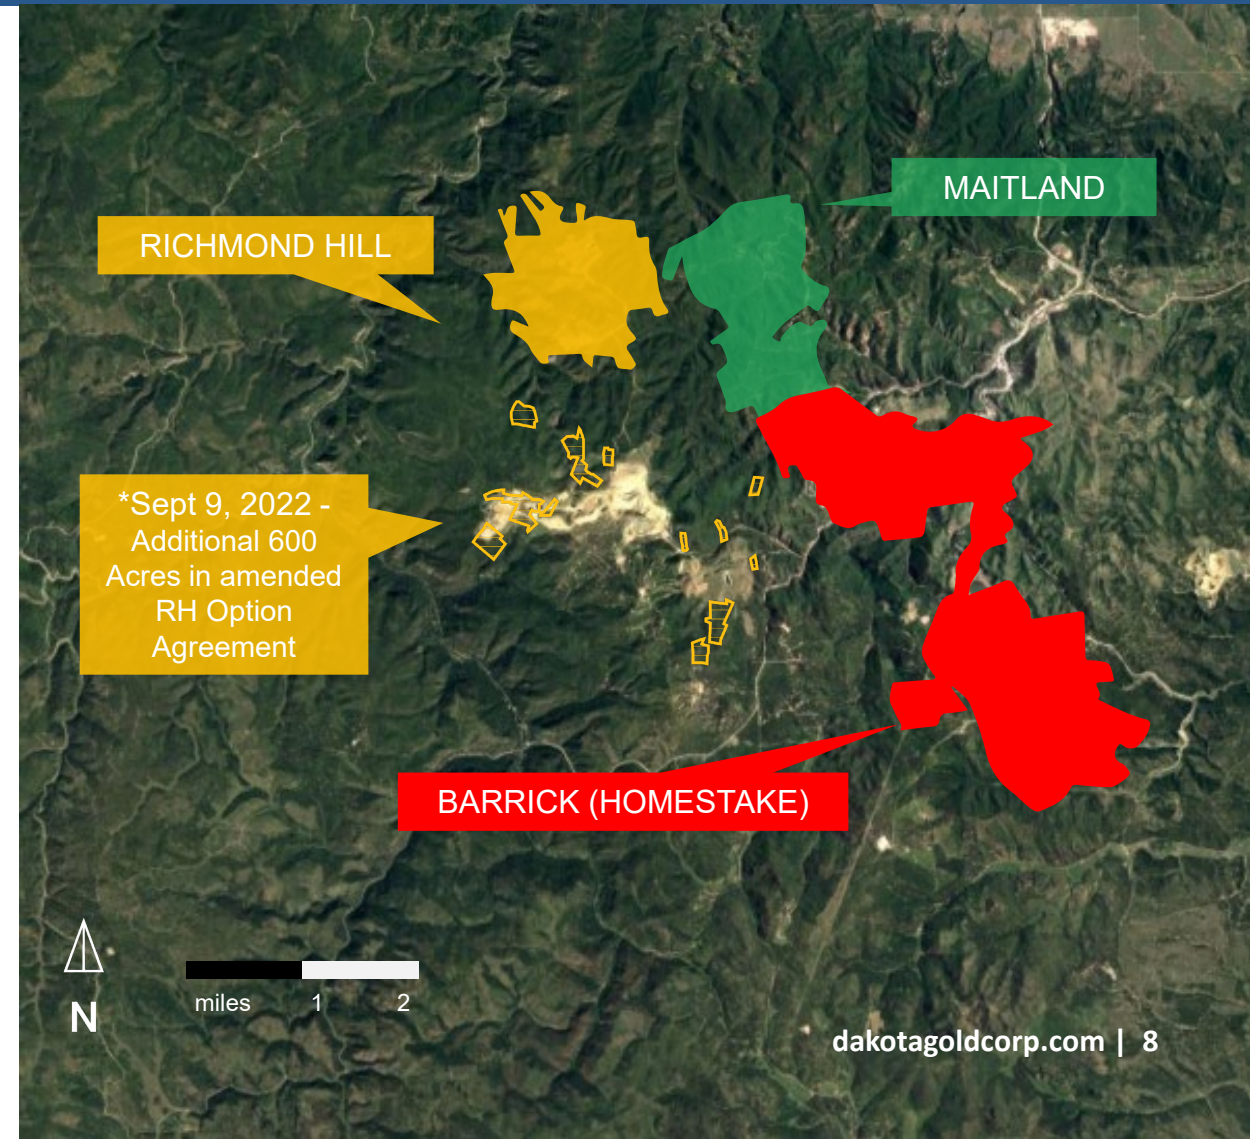 MAITLAND
RICHMOND HILL
*Sept 9, 2022 -
Additional 600
Acres in amended
RH Option
Agreement
BARRICK (HOMESTAKE)
N
miles 1 2
dakotagoldcorp.com | 8